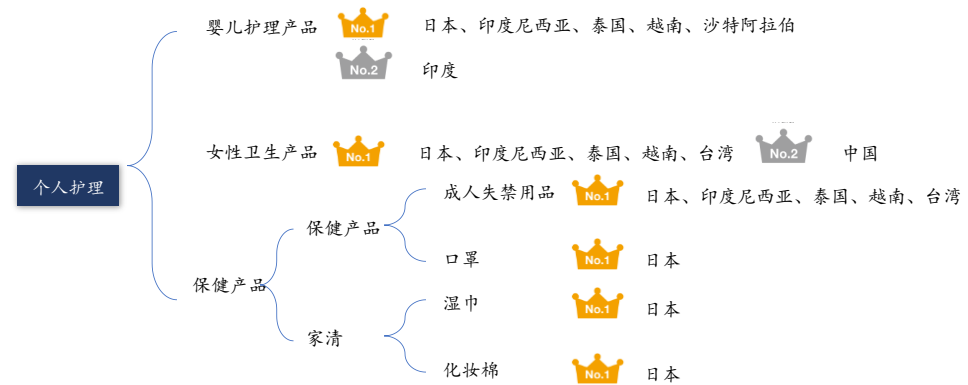 婴儿护理产品 No.1 日本、印度尼西亚、泰国、越南、沙特阿拉伯
No.2 印度
女性卫生产品 No.1 日本、印度尼西亚、泰国、越南、台湾 No.2 中国
个人护理
成人失禁用品 No.1 日本、印度尼西亚、泰国、越南、台湾
保健产品
口罩 No.1 日本
保健产品
湿巾 No.1 日本
家清
化妆棉 No.1 日本